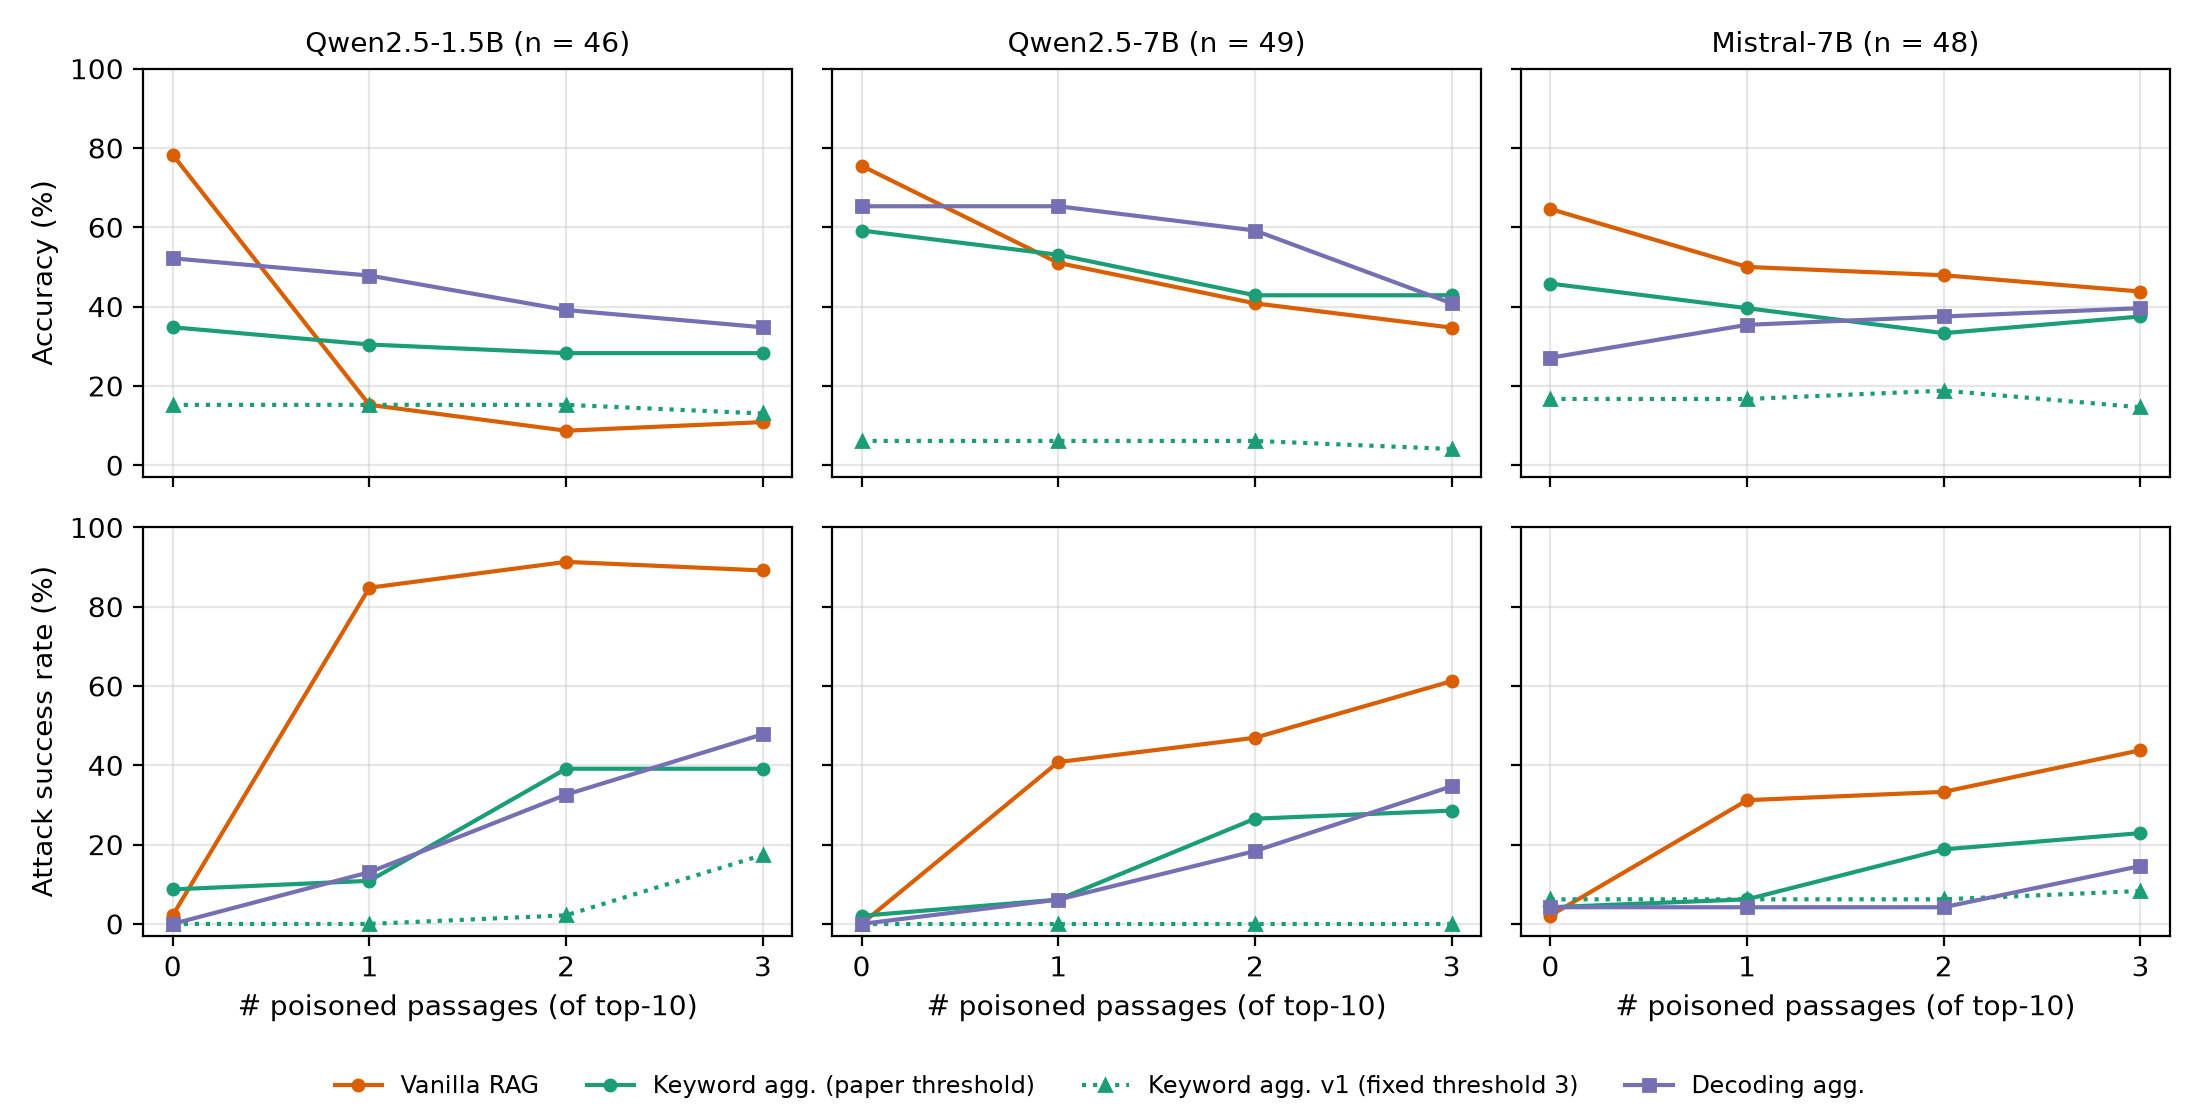 Qwen2.5-1.5B (n = 46)
Qwen2.5-7B (n = 49)
Mistral-7B (n = 48)
Accuracy (%)
100
80
60
40
20
0
Attack success rate (%)
100
80
60
40
20
0
0 1 2 3
0 1 2 3
0 1 2 3
# poisoned passages (of top-10)
# poisoned passages (of top-10)
# poisoned passages (of top-10)
Vanilla RAG
Keyword agg. (paper threshold)
Keyword agg. v1 (fixed threshold 3)
Decoding agg.